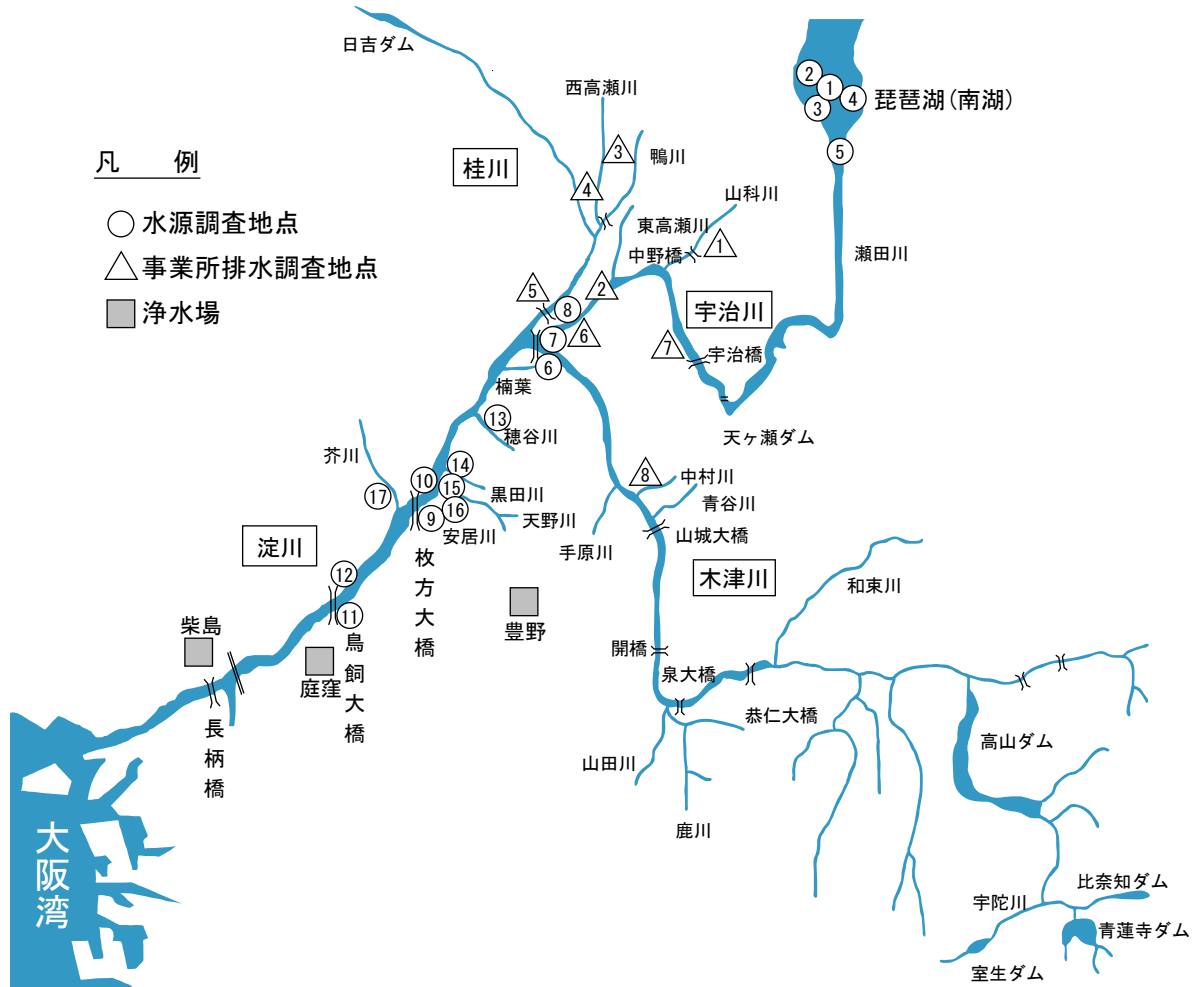 日吉ダム
西高瀬川
2
1
3
4
琵琶湖(南湖)
5
凡 例
水源調査地点
事業所排水調査地点
浄水場
桂川
3
鴨川
4
東高瀬川
山科川
中野橋
1
瀬田川
5
8
2
宇治川
7
6
6
7
宇治橋
楠葉
天ヶ瀬ダム
13
穂谷川
芥川
17
10
14
15
黒田川
16
9
天野川
安居川
8
中村川
青谷川
山城大橋
手原川
淀川
枚方大橋
木津川
和束川
12
11
鳥飼大橋
豊野
柴島
庭窪
開橋
泉大橋
長柄橋
恭仁大橋
高山ダム
山田川
鹿川
大阪湾
宇陀川
比奈知ダム
青蓮寺ダム
室生ダム